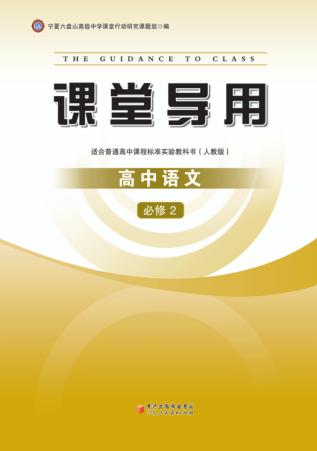 宁夏六盘山高级中学课堂行动研究课题组◎编
THE GUIDANCE TO CLASS
课堂导用
适合普通高中课程标准实验教科书（人教版）
高中语文
必修 2